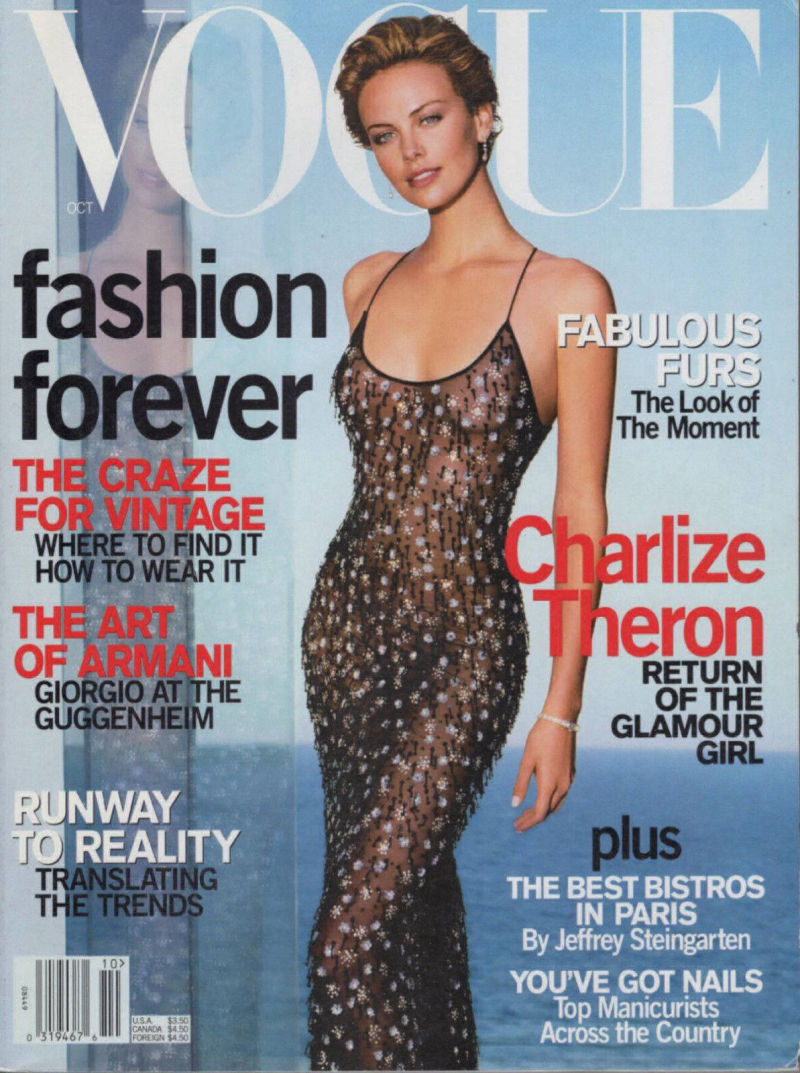 VOGUE
OCT
fashion
forever
THE CRAZE
FOR VINTAGE
WHERE TO FIND IT
HOW TO WEAR IT
THE ART
OF ARMANI
GIORGIO AT THE
GUGGENHEIM
RUNWAY
TO REALITY
TRANSLATING
THE TRENDS
FABULOUS
FURS
The Look of
The Moment
Charlize
Theron
RETURN
OF THE
GLAMOUR
GIRL
plus
THE BEST BISTROS
IN PARIS
By Jeffrey Steingarten
YOU'VE GOT NAILS
Top Manicurists
Across the Country
10>
08449
0 319467 6
U.S.A. $3.50
CANADA $4.50
FOREIGN $4.50